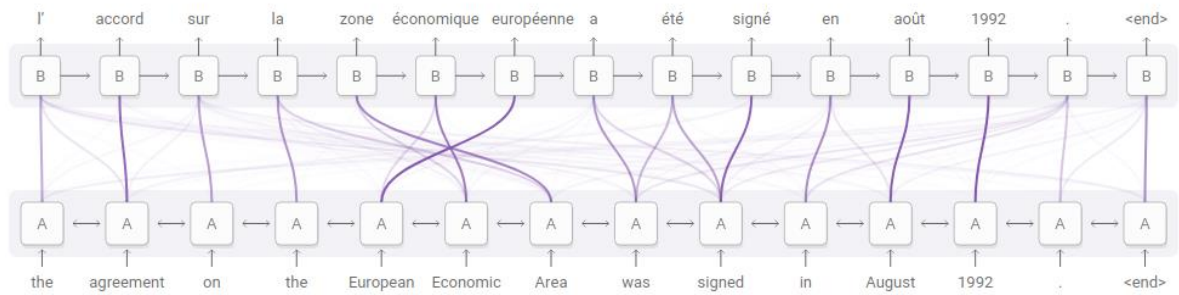 l' accord sur la zone économique européenne a été signé en août 1992 . <end>
B B B B B B B B B B B B B B B
A A A A A A A A A A A A A A
the agreement on the European Economic Area was signed in August 1992 . <end>